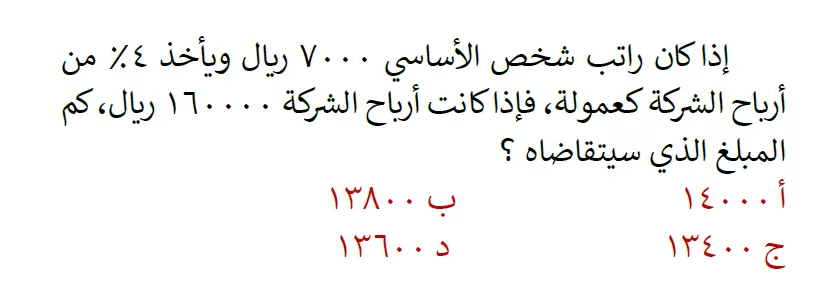 إذا كان راتب شخص الأساسي ٧٠٠٠ ريال ويأخذ ٤٪ من
أرباح الشركة كعمولة، فإذا كانت أرباح الشركة ١٦٠٠٠٠ ريال، كم
المبلغ الذي سيتقاضاه ؟
أ ١٤٠٠٠ ب ١٣٨٠٠
ج ١٣٤٠٠ د ١٣٦٠٠